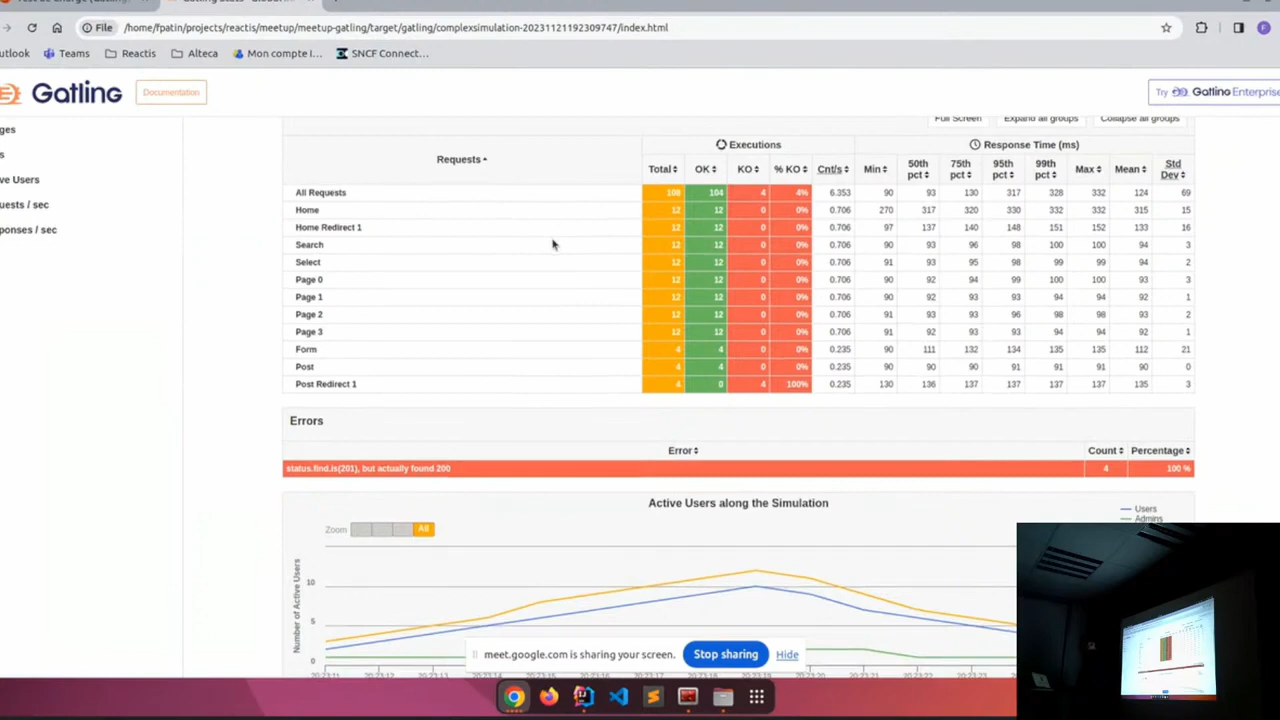 File /home/fpatin/projects/reactis/meetup/meetup-gatling/target/gatling/complexsimulation-20231121192309747/index.html
utlook Teams Reactis Alteca Mon compte I... SNCF Connect...
Gatling Documentation Try Gatling Enterprise
Full Screen Expand all groups Collapse all groups
ges
s
ve Users
uests / sec
ponses / sec
Requests Executions Response Time (ms)
Total OK KO % KO Cnt/s Min 50th pct 75th pct 95th pct 99th pct Max Mean Std Dev
All Requests 108 104 4 4% 6.353 90 93 130 317 328 332 124 69
Home 12 12 0 0% 0.706 270 317 320 330 332 332 315 15
Home Redirect 1 12 12 0 0% 0.706 97 137 140 148 151 152 133 16
Search 12 12 0 0% 0.706 90 93 96 98 100 100 94 3
Select 12 12 0 0% 0.706 91 93 95 98 99 99 94 2
Page 0 12 12 0 0% 0.706 90 92 94 99 100 100 93 3
Page 1 12 12 0 0% 0.706 90 92 93 93 94 94 92 1
Page 2 12 12 0 0% 0.706 91 93 93 96 98 98 93 2
Page 3 12 12 0 0% 0.706 91 92 93 93 94 94 92 1
Form 4 4 0 0% 0.235 90 111 132 134 135 135 112 21
Post 4 4 0 0% 0.235 90 90 90 91 91 91 90 0
Post Redirect 1 4 0 4 100% 0.235 130 136 137 137 137 137 135 3
Errors
Error Count Percentage
status.find.is(201), but actually found 200 4 100 %
Active Users along the Simulation
Users
Admins
Zoom All
Number of Active Users
10
5
0
meet.google.com is sharing your screen. Stop sharing Hide
20:23:11 20:23:12 20:23:13 20:23:14